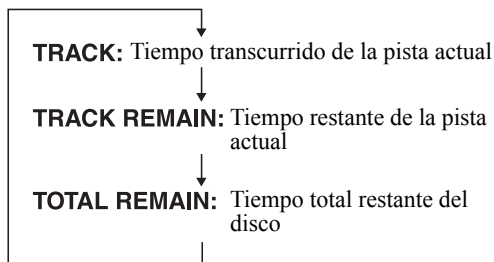 TRACK: Tiempo transcurrido de la pista actual
TRACK REMAIN: Tiempo restante de la pista
actual
TOTAL REMAIN: Tiempo total restante del
disco